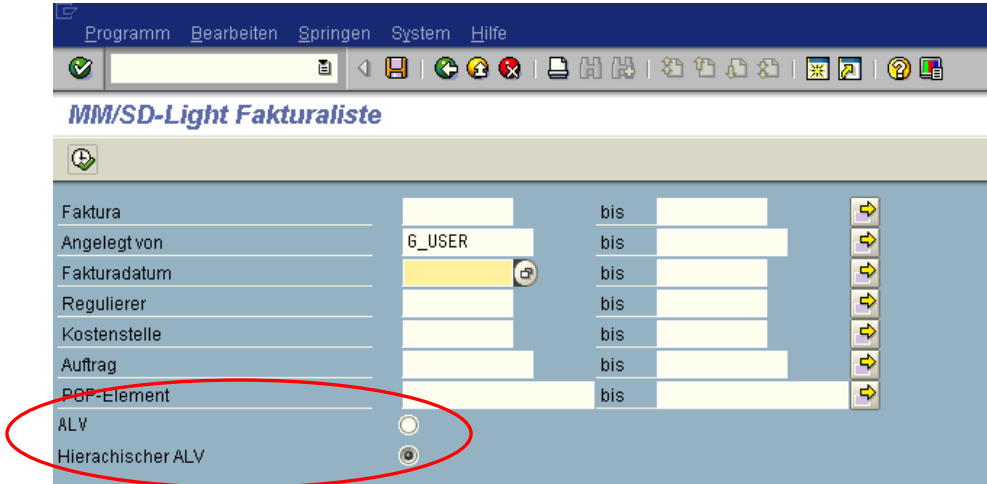 Programm Bearbeiten Springen System Hilfe
MM/SD-Light Fakturaliste
Faktura bis
Angelegt von G_USER bis
Fakturadatum bis
Regulierer bis
Kostenstelle bis
Auftrag bis
PSP-Element bis
ALV
Hierachischer ALV